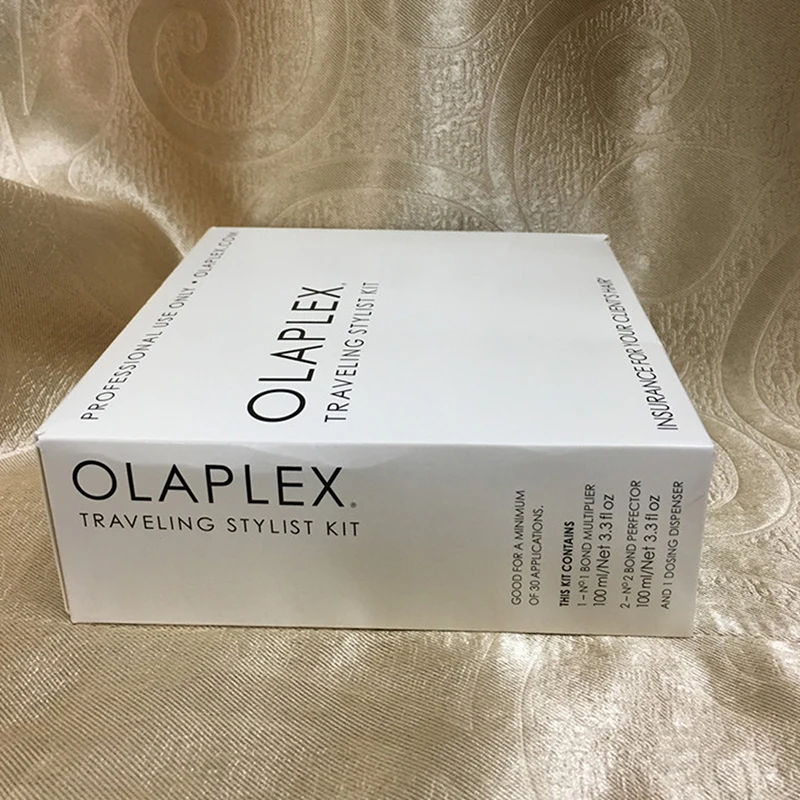 PROFESSIONAL USE ONLY • OLAPLEX.COM
OLAPLEX®
TRAVELING STYLIST KIT
INSURANCE FOR YOUR CLIENT'S HAIR
OLAPLEX®
TRAVELING STYLIST KIT
GOOD FOR A MINIMUM
OF 30 APPLICATIONS.
THIS KIT CONTAINS
1 – Nº1 BOND MULTIPLIER
100 ml/Net 3.3 fl oz
2 – Nº2 BOND PERFECTOR
100 ml/Net 3.3 fl oz
AND 1 DOSING DISPENSER